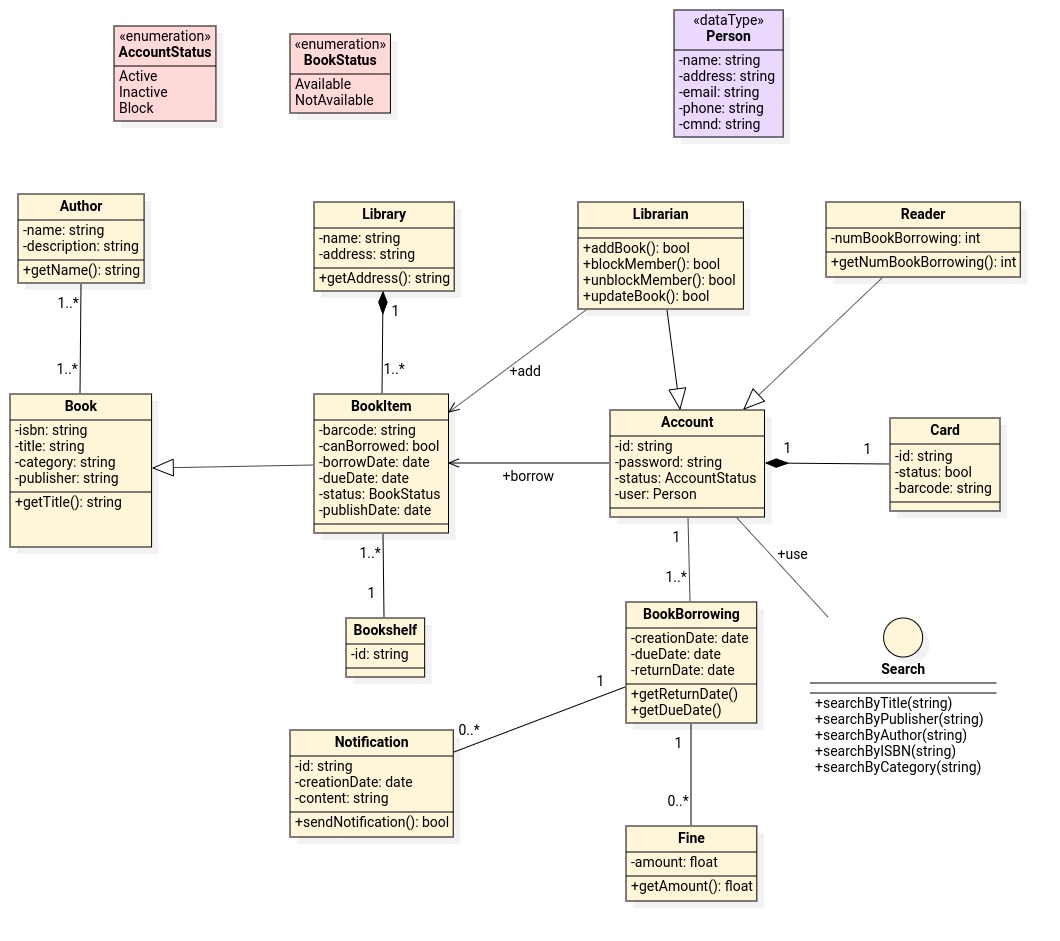 «enumeration»
AccountStatus
Active
Inactive
Block
«enumeration»
BookStatus
Available
NotAvailable
«dataType»
Person
-name: string
-address: string
-email: string
-phone: string
-cmnd: string
Author
-name: string
-description: string
+getName(): string
Library
-name: string
-address: string
+getAddress(): string
Librarian
+addBook(): bool
+blockMember(): bool
+unblockMember(): bool
+updateBook(): bool
Reader
-numBookBorrowing: int
+getNumBookBorrowing(): int
1..*
1..*
1
1..*
+add
Book
-isbn: string
-title: string
-category: string
-publisher: string
+getTitle(): string
BookItem
-barcode: string
-canBorrowed: bool
-borrowDate: date
-dueDate: date
-status: BookStatus
-publishDate: date
+borrow
Account
-id: string
-password: string
-status: AccountStatus
-user: Person
1
1
Card
-id: string
-status: bool
-barcode: string
1..*
1
1
1..*
+use
Bookshelf
-id: string
BookBorrowing
-creationDate: date
-dueDate: date
-returnDate: date
+getReturnDate()
+getDueDate()
Search
+searchByTitle(string)
+searchByPublisher(string)
+searchByAuthor(string)
+searchByISBN(string)
+searchByCategory(string)
1
0..*
Notification
-id: string
-creationDate: date
-content: string
+sendNotification(): bool
1
0..*
Fine
-amount: float
+getAmount(): float